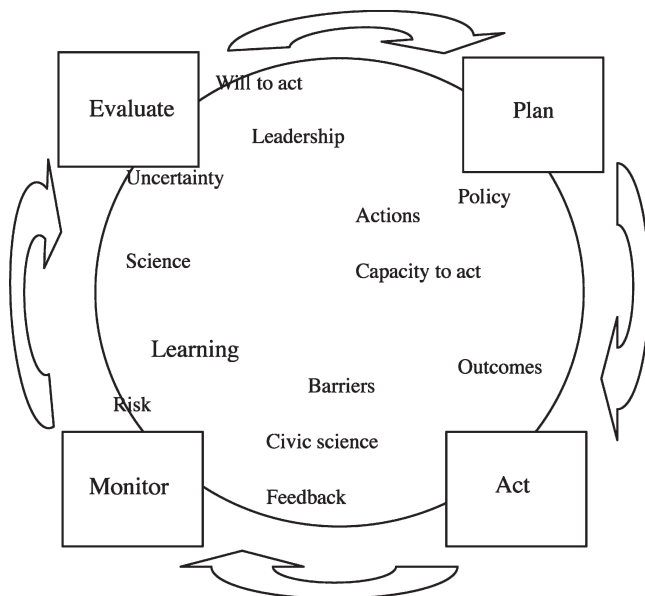 Will to act
Evaluate
Plan
Leadership
Uncertainty
Policy
Actions
Science
Capacity to act
Learning
Outcomes
Barriers
Risk
Civic science
Monitor
Act
Feedback